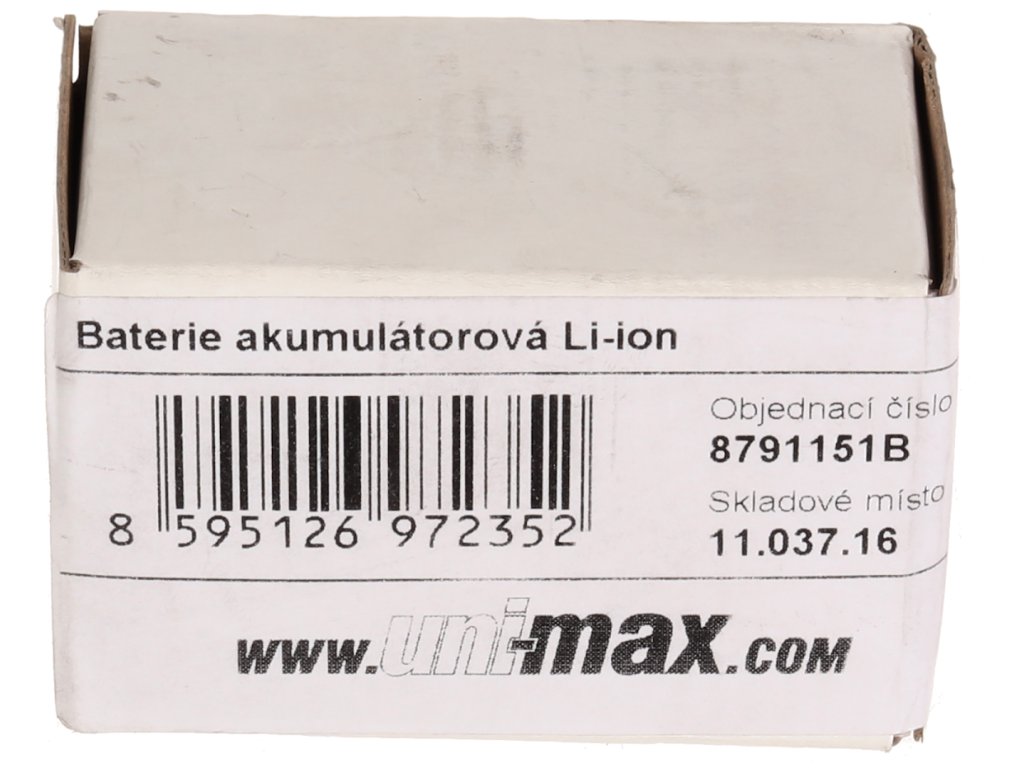 Baterie akumulátorová Li-ion
Objednací číslo
8791151B
Skladové místo
11.037.16
8 595126 972352
www.uni-max.com